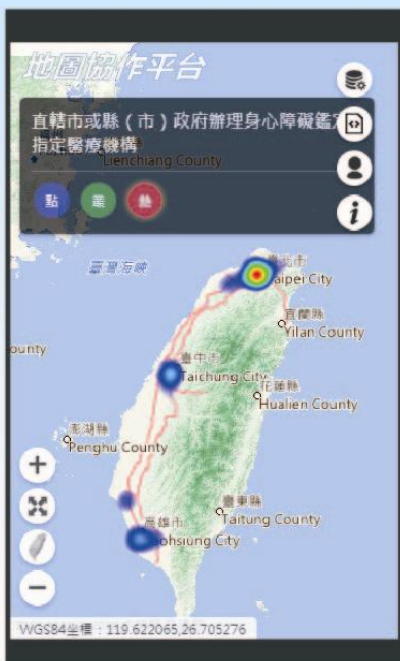 地圖協作平台
直轄市或縣（市）政府辦理身心障礙鑑定
指定醫療機構
Lienchiang County
點
叢
熱
臺灣海峽
臺北市
Taipei City
宜蘭縣
Yilan County
ounty
臺中市
Taichung City
花蓮縣
Hualien County
澎湖縣
Penghu County
臺東縣
Taitung County
高雄市
ohsiung City
WGS84坐標：119.622065,26.705276